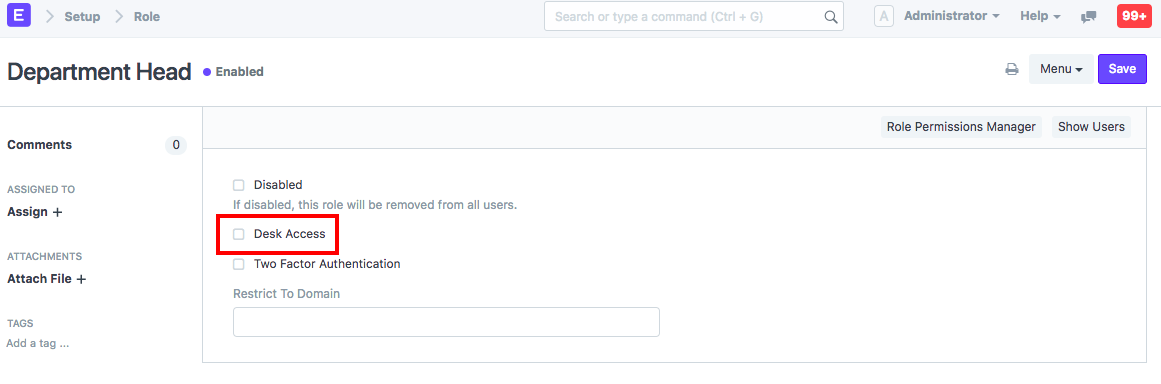 E Setup Role Search or type a command (Ctrl + G) A Administrator Help 99+
Department Head Enabled Menu Save
Role Permissions Manager Show Users
Comments 0
ASSIGNED TO
Assign +
ATTACHMENTS
Attach File +
TAGS
Add a tag ...
Disabled
If disabled, this role will be removed from all users.
Desk Access
Two Factor Authentication
Restrict To Domain